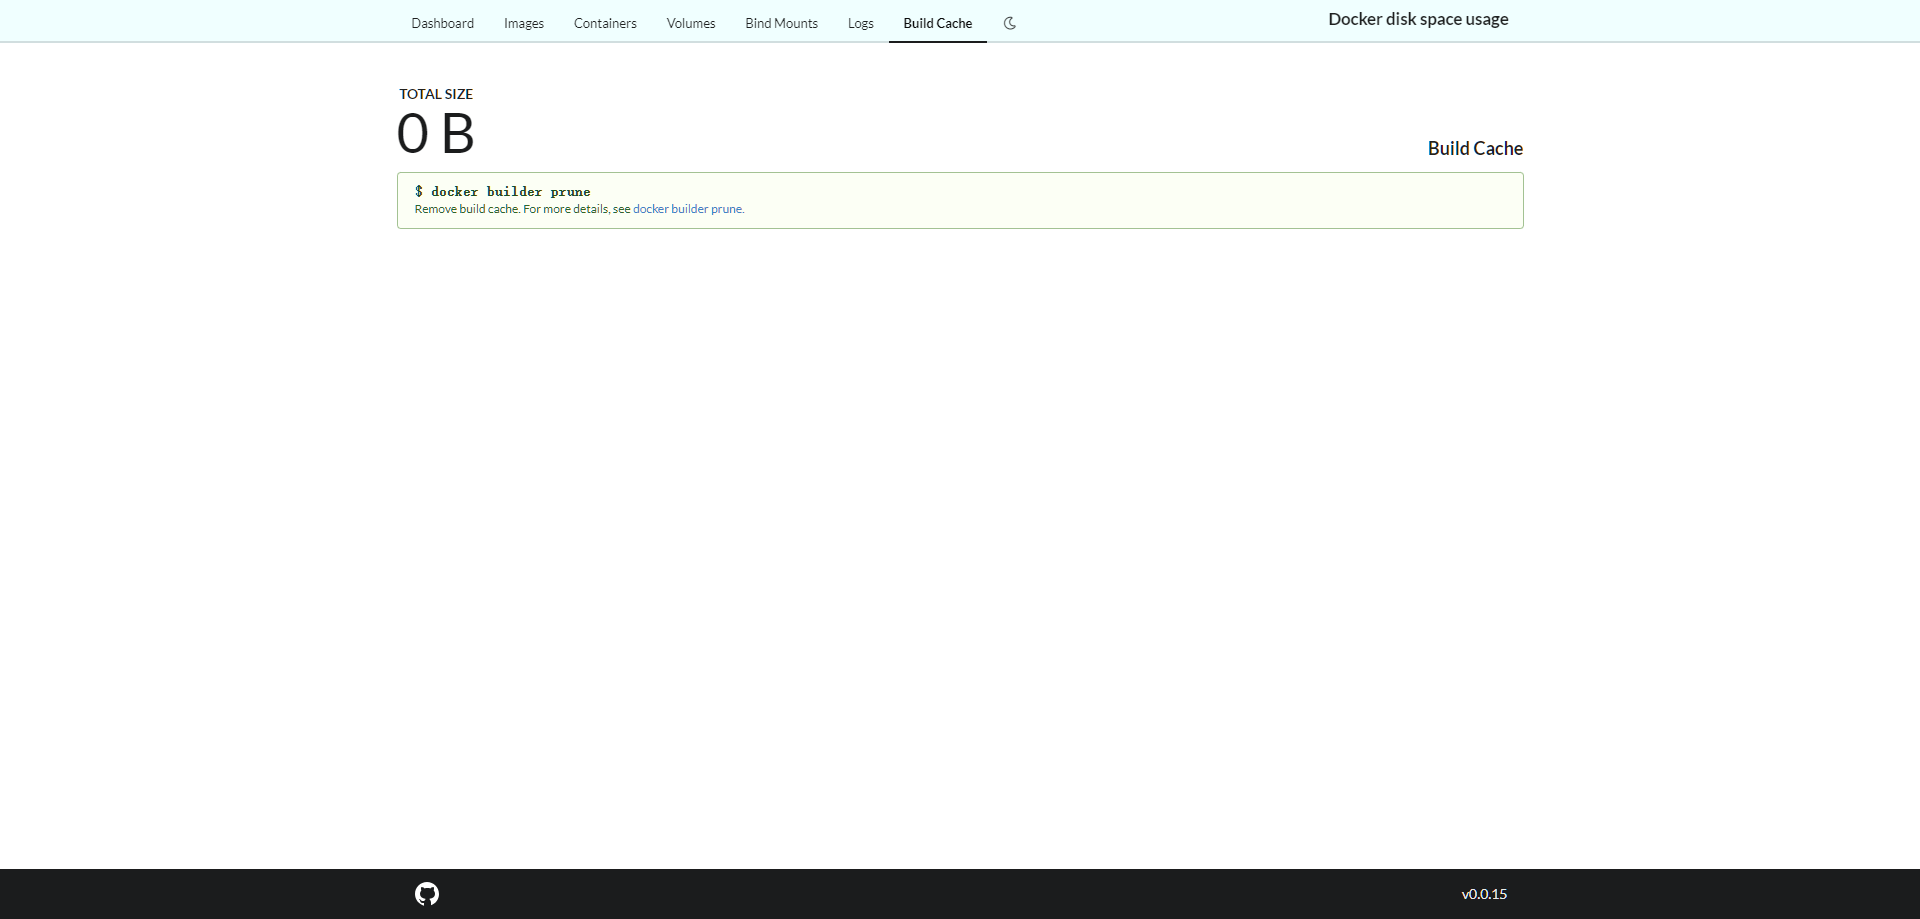 Dashboard Images Containers Volumes Bind Mounts Logs Build Cache Docker disk space usage
TOTAL SIZE
0 B
Build Cache
$ docker builder prune
Remove build cache. For more details, see docker builder prune.
v0.0.15